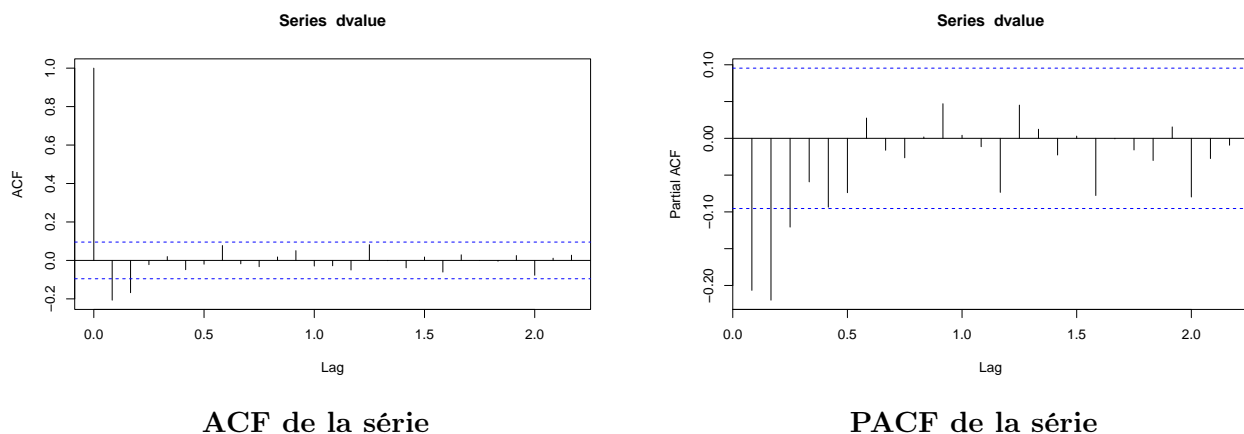 Series dvalue
ACF
1.0
0.8
0.6
0.4
0.2
0.0
−0.2
0.0
0.5
1.0
1.5
2.0
Lag
ACF de la série
Series dvalue
Partial ACF
0.10
0.00
−0.10
−0.20
0.0
0.5
1.0
1.5
2.0
Lag
PACF de la série